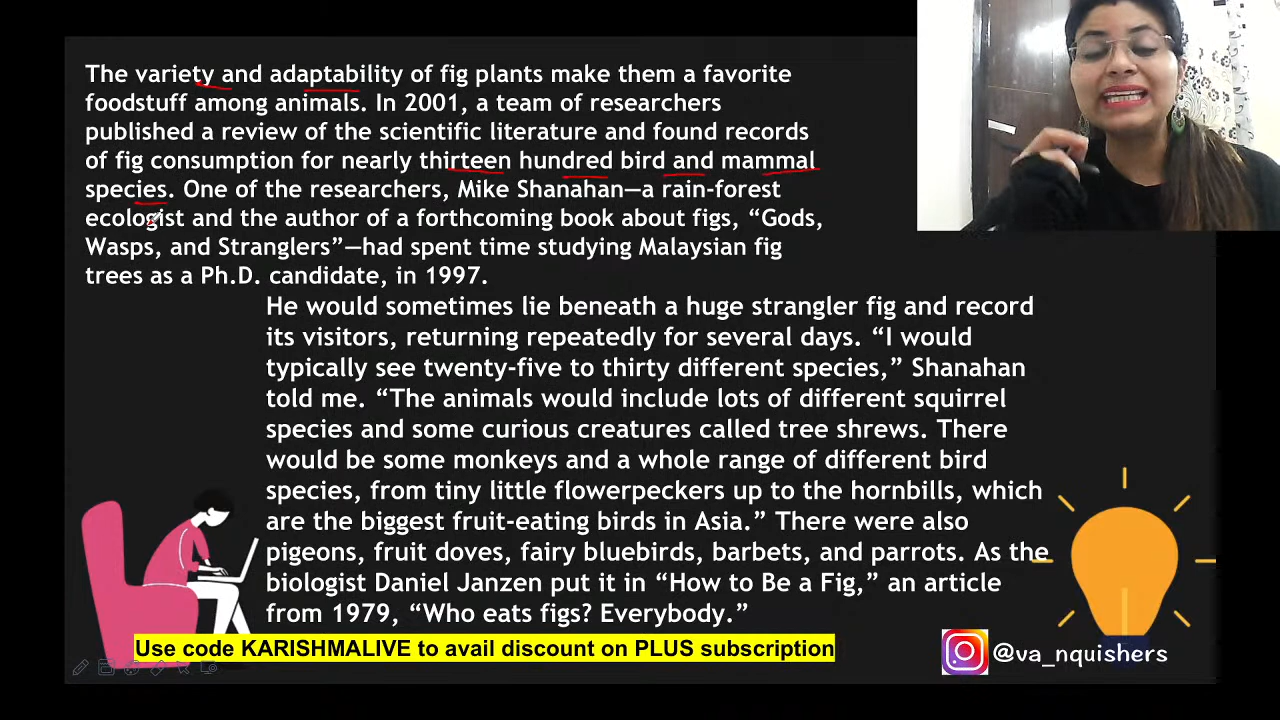 The variety and adaptability of fig plants make them a favorite
foodstuff among animals. In 2001, a team of researchers
published a review of the scientific literature and found records
of fig consumption for nearly thirteen hundred bird and mammal
species. One of the researchers, Mike Shanahan—a rain-forest
ecologist and the author of a forthcoming book about figs, “Gods,
Wasps, and Stranglers”—had spent time studying Malaysian fig
trees as a Ph.D. candidate, in 1997.
He would sometimes lie beneath a huge strangler fig and record
its visitors, returning repeatedly for several days. “I would
typically see twenty-five to thirty different species,” Shanahan
told me. “The animals would include lots of different squirrel
species and some curious creatures called tree shrews. There
would be some monkeys and a whole range of different bird
species, from tiny little flowerpeckers up to the hornbills, which
are the biggest fruit-eating birds in Asia.” There were also
pigeons, fruit doves, fairy bluebirds, barbets, and parrots. As the
biologist Daniel Janzen put it in “How to Be a Fig,” an article
from 1979, “Who eats figs? Everybody.”
Use code KARISHMALIVE to avail discount on PLUS subscription
@va_nquishers